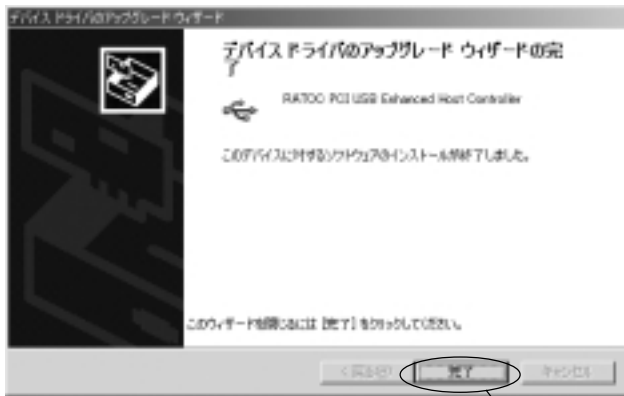 デバイス ドライバのアップグレード ウィザード
デバイス ドライバのアップグレード ウィザードの完
了
RATOC PCI USB Enhanced Host Controller
このデバイスに対するソフトウェアのインストールが終了しました。
このウィザードを閉じるには [完了] をクリックしてください。
< 戻る(B)
完了
キャンセル